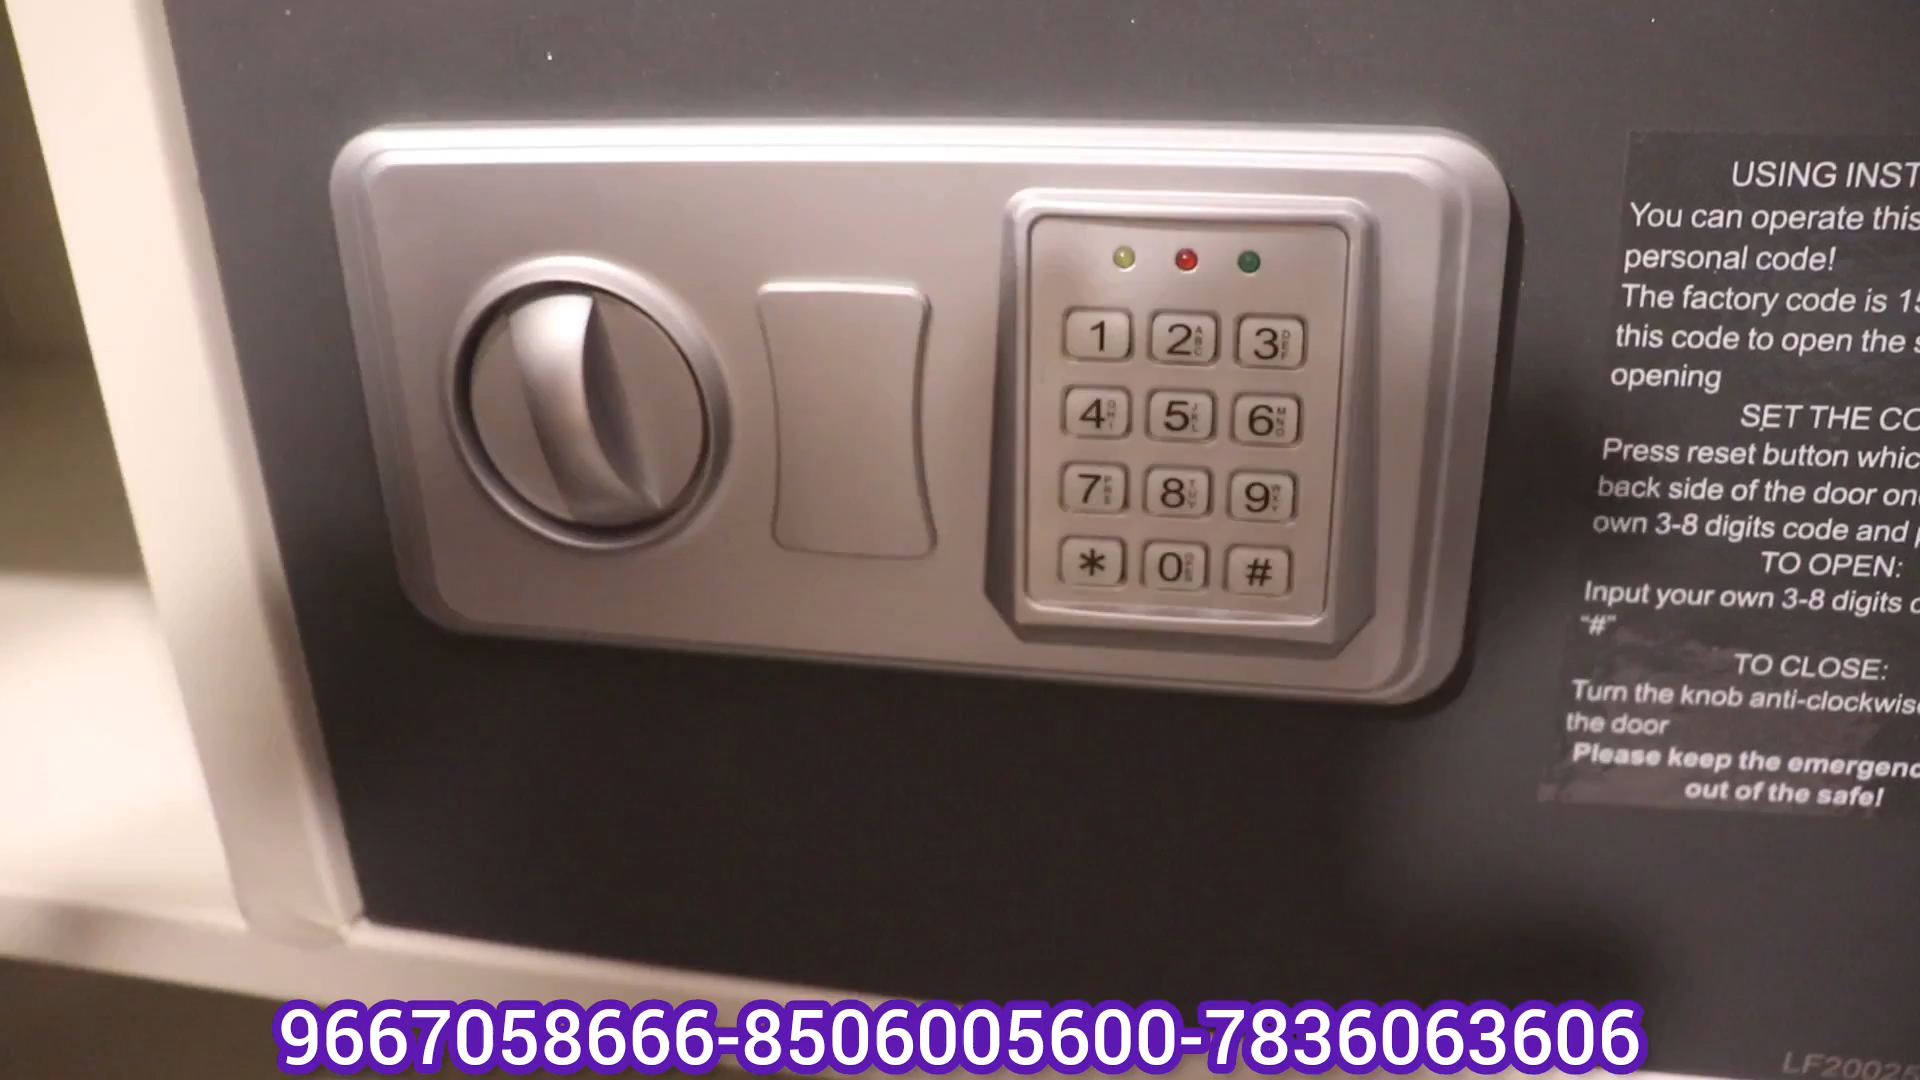 USING INST
You can operate this
personal code!
The factory code is 15
this code to open the s
opening
SET THE CO
Press reset button whic
back side of the door on
own 3-8 digits code and p
TO OPEN:
Input your own 3-8 digits c
"#"
TO CLOSE:
Turn the knob anti-clockwise
the door
Please keep the emergenc
out of the safe!
1 2 3
4 5 6
7 8 9
* 0 #
9667058666-8506005600-7836063606